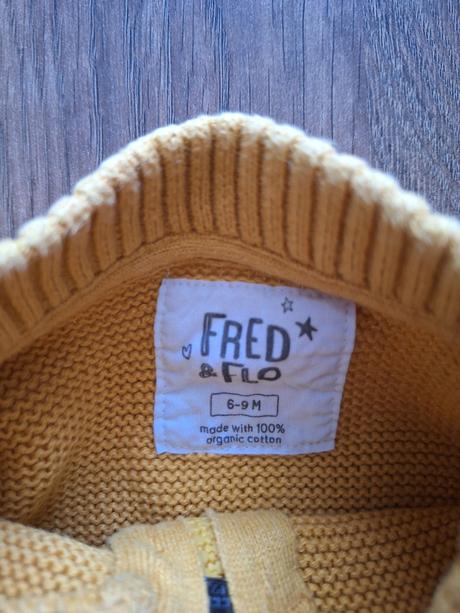 FRED
& FLO
6-9 M
made with 100%
organic cotton